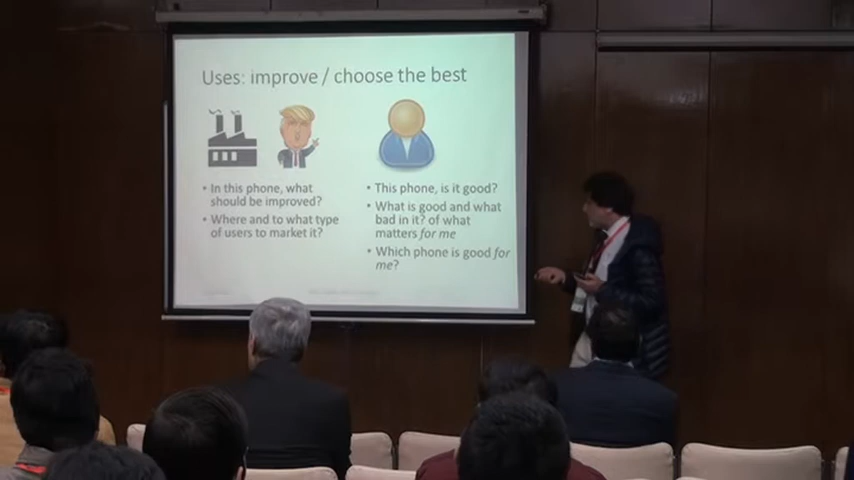 Uses: improve / choose the best
• In this phone, what
should be improved?
• Where and to what type
of users to market it?
• This phone, is it good?
• What is good and what
bad in it? of what
matters for me
• Which phone is good for
me?